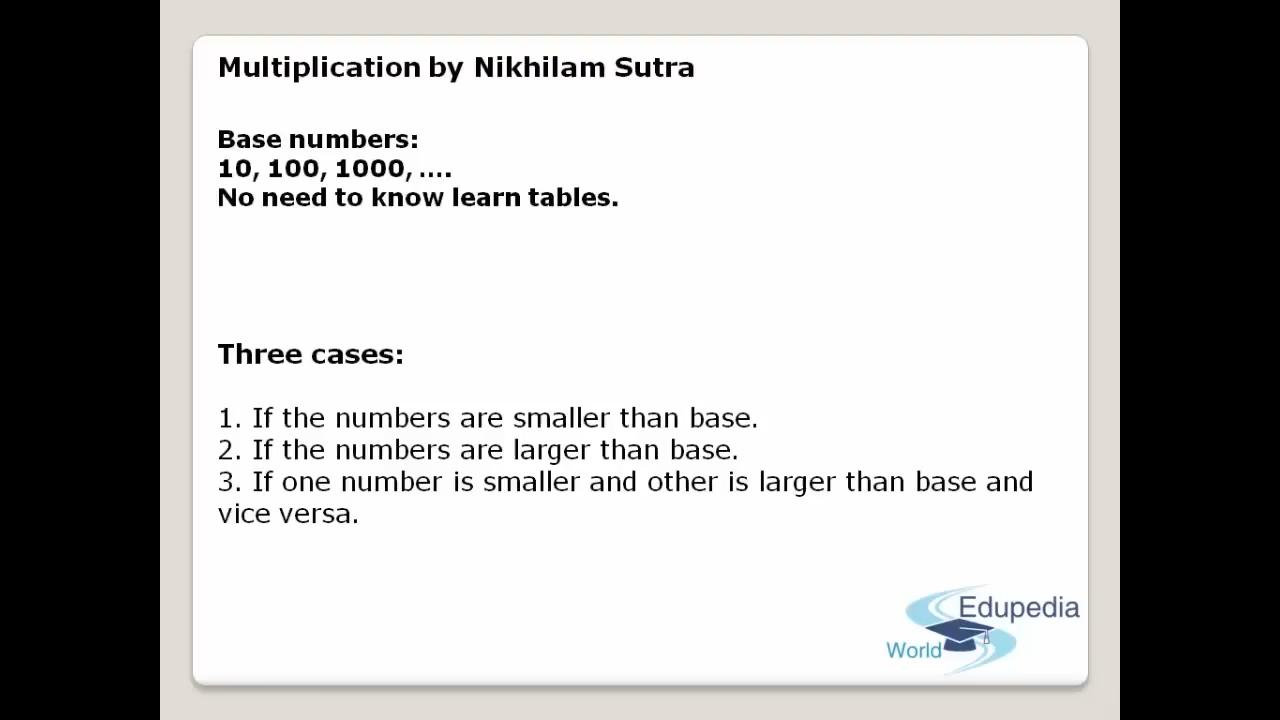 Multiplication by Nikhilam Sutra
Base numbers:
10, 100, 1000, ....
No need to know learn tables.
Three cases:
1. If the numbers are smaller than base.
2. If the numbers are larger than base.
3. If one number is smaller and other is larger than base and
vice versa.
Edupedia
World